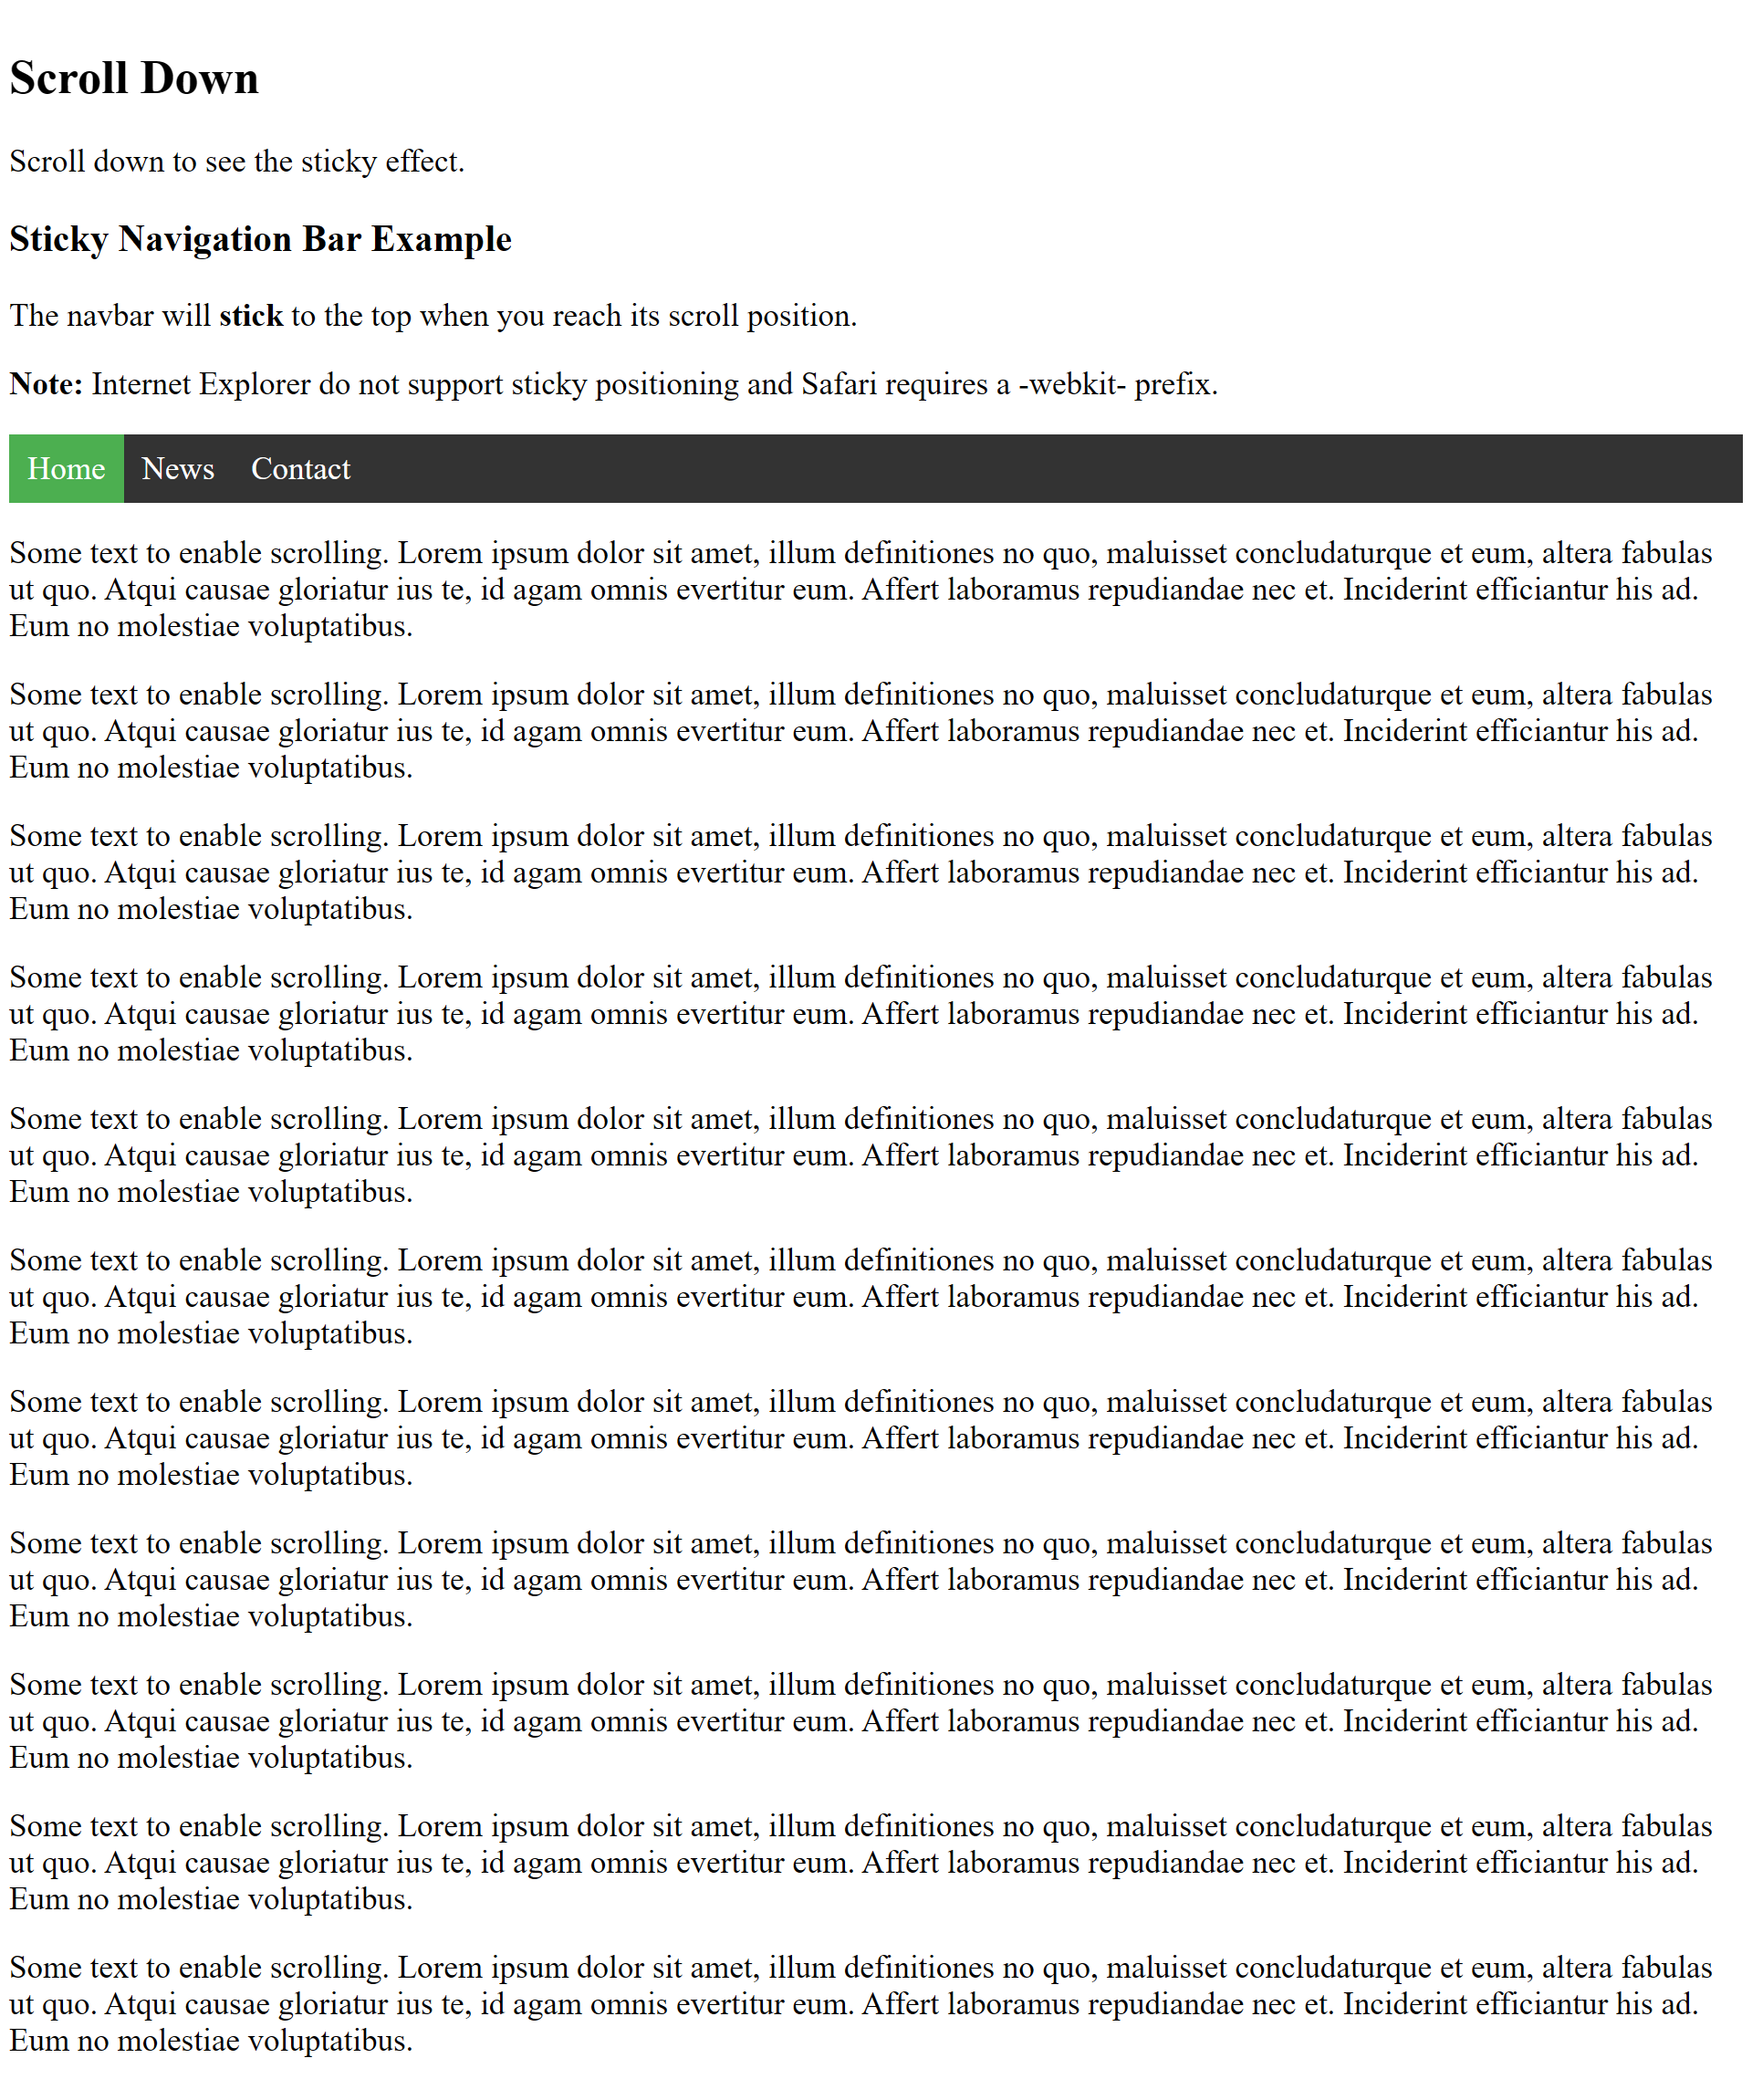 Scroll Down
Scroll down to see the sticky effect.
Sticky Navigation Bar Example
The navbar will stick to the top when you reach its scroll position.
Note: Internet Explorer do not support sticky positioning and Safari requires a -webkit- prefix.
Home News Contact
Some text to enable scrolling. Lorem ipsum dolor sit amet, illum definitiones no quo, maluisset concludaturque et eum, altera fabulas
ut quo. Atqui causae gloriatur ius te, id agam omnis evertitur eum. Affert laboramus repudiandae nec et. Inciderint efficiantur his ad.
Eum no molestiae voluptatibus.
Some text to enable scrolling. Lorem ipsum dolor sit amet, illum definitiones no quo, maluisset concludaturque et eum, altera fabulas
ut quo. Atqui causae gloriatur ius te, id agam omnis evertitur eum. Affert laboramus repudiandae nec et. Inciderint efficiantur his ad.
Eum no molestiae voluptatibus.
Some text to enable scrolling. Lorem ipsum dolor sit amet, illum definitiones no quo, maluisset concludaturque et eum, altera fabulas
ut quo. Atqui causae gloriatur ius te, id agam omnis evertitur eum. Affert laboramus repudiandae nec et. Inciderint efficiantur his ad.
Eum no molestiae voluptatibus.
Some text to enable scrolling. Lorem ipsum dolor sit amet, illum definitiones no quo, maluisset concludaturque et eum, altera fabulas
ut quo. Atqui causae gloriatur ius te, id agam omnis evertitur eum. Affert laboramus repudiandae nec et. Inciderint efficiantur his ad.
Eum no molestiae voluptatibus.
Some text to enable scrolling. Lorem ipsum dolor sit amet, illum definitiones no quo, maluisset concludaturque et eum, altera fabulas
ut quo. Atqui causae gloriatur ius te, id agam omnis evertitur eum. Affert laboramus repudiandae nec et. Inciderint efficiantur his ad.
Eum no molestiae voluptatibus.
Some text to enable scrolling. Lorem ipsum dolor sit amet, illum definitiones no quo, maluisset concludaturque et eum, altera fabulas
ut quo. Atqui causae gloriatur ius te, id agam omnis evertitur eum. Affert laboramus repudiandae nec et. Inciderint efficiantur his ad.
Eum no molestiae voluptatibus.
Some text to enable scrolling. Lorem ipsum dolor sit amet, illum definitiones no quo, maluisset concludaturque et eum, altera fabulas
ut quo. Atqui causae gloriatur ius te, id agam omnis evertitur eum. Affert laboramus repudiandae nec et. Inciderint efficiantur his ad.
Eum no molestiae voluptatibus.
Some text to enable scrolling. Lorem ipsum dolor sit amet, illum definitiones no quo, maluisset concludaturque et eum, altera fabulas
ut quo. Atqui causae gloriatur ius te, id agam omnis evertitur eum. Affert laboramus repudiandae nec et. Inciderint efficiantur his ad.
Eum no molestiae voluptatibus.
Some text to enable scrolling. Lorem ipsum dolor sit amet, illum definitiones no quo, maluisset concludaturque et eum, altera fabulas
ut quo. Atqui causae gloriatur ius te, id agam omnis evertitur eum. Affert laboramus repudiandae nec et. Inciderint efficiantur his ad.
Eum no molestiae voluptatibus.
Some text to enable scrolling. Lorem ipsum dolor sit amet, illum definitiones no quo, maluisset concludaturque et eum, altera fabulas
ut quo. Atqui causae gloriatur ius te, id agam omnis evertitur eum. Affert laboramus repudiandae nec et. Inciderint efficiantur his ad.
Eum no molestiae voluptatibus.
Some text to enable scrolling. Lorem ipsum dolor sit amet, illum definitiones no quo, maluisset concludaturque et eum, altera fabulas
ut quo. Atqui causae gloriatur ius te, id agam omnis evertitur eum. Affert laboramus repudiandae nec et. Inciderint efficiantur his ad.
Eum no molestiae voluptatibus.